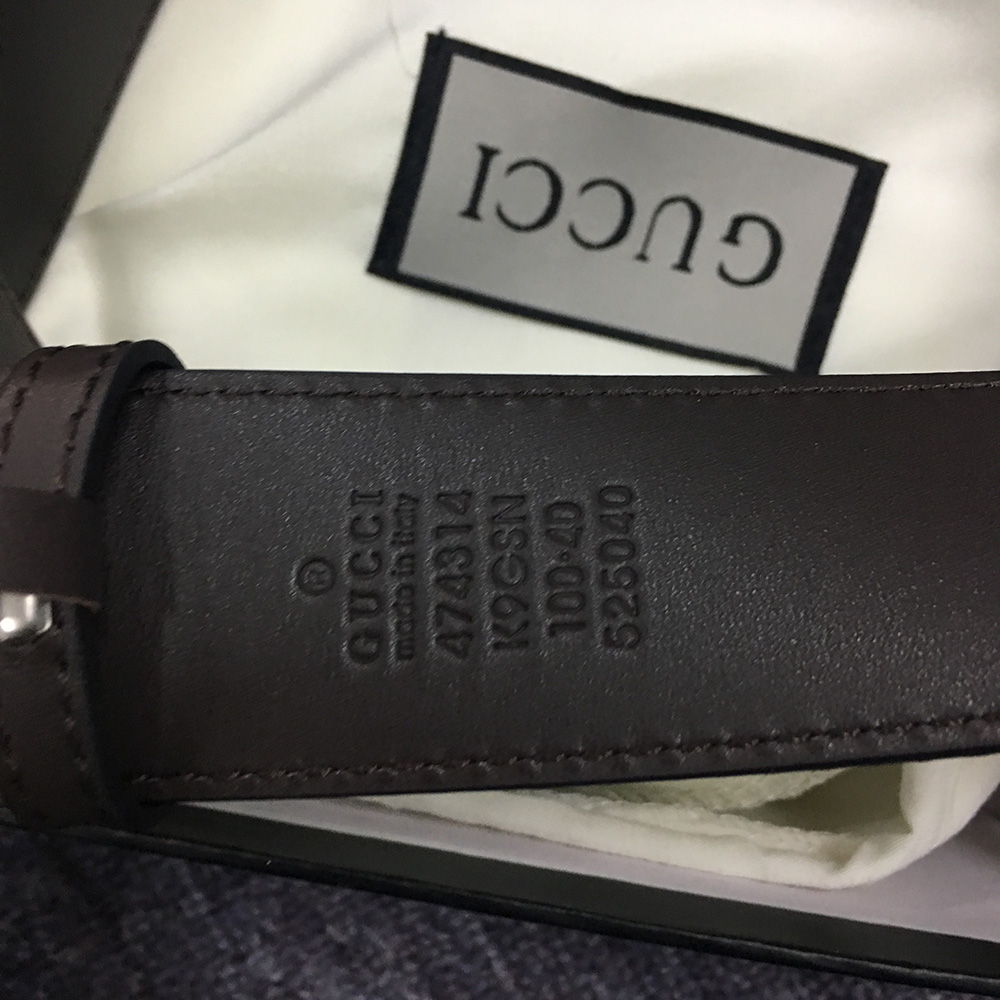 GUCCI
®
GUCCI
made in Italy
474314
K9GSN
100·40
525040